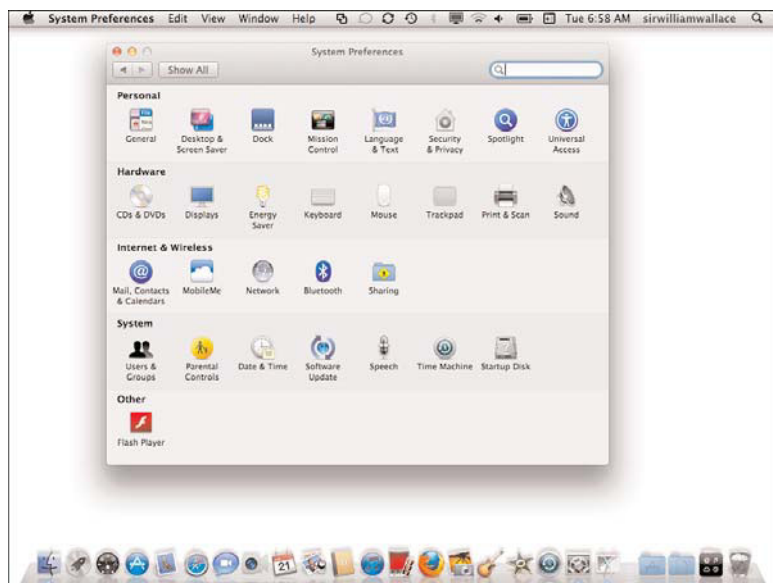 System Preferences Edit View Window Help Tue 6:58 AM sirwilliamwallace
System Preferences
Show All
Personal
General Desktop & Screen Saver Dock Mission Control Language & Text Security & Privacy Spotlight Universal Access
Hardware
CDs & DVDs Displays Energy Saver Keyboard Mouse Trackpad Print & Scan Sound
Internet & Wireless
Mail, Contacts & Calendars MobileMe Network Bluetooth Sharing
System
Users & Groups Parental Controls Date & Time Software Update Speech Time Machine Startup Disk
Other
Flash Player
21